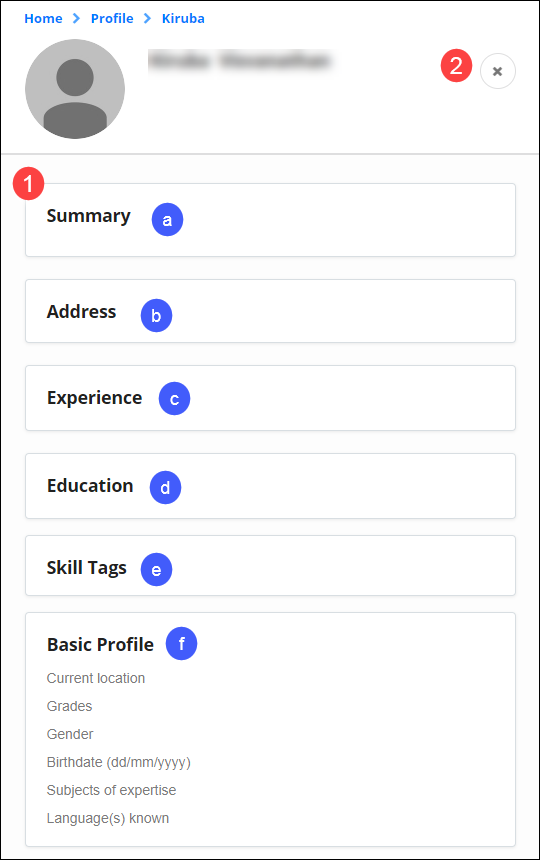 Home > Profile > Kiruba
2
×
1
Summary a
Address b
Experience c
Education d
Skill Tags e
Basic Profile f
Current location
Grades
Gender
Birthdate (dd/mm/yyyy)
Subjects of expertise
Language(s) known